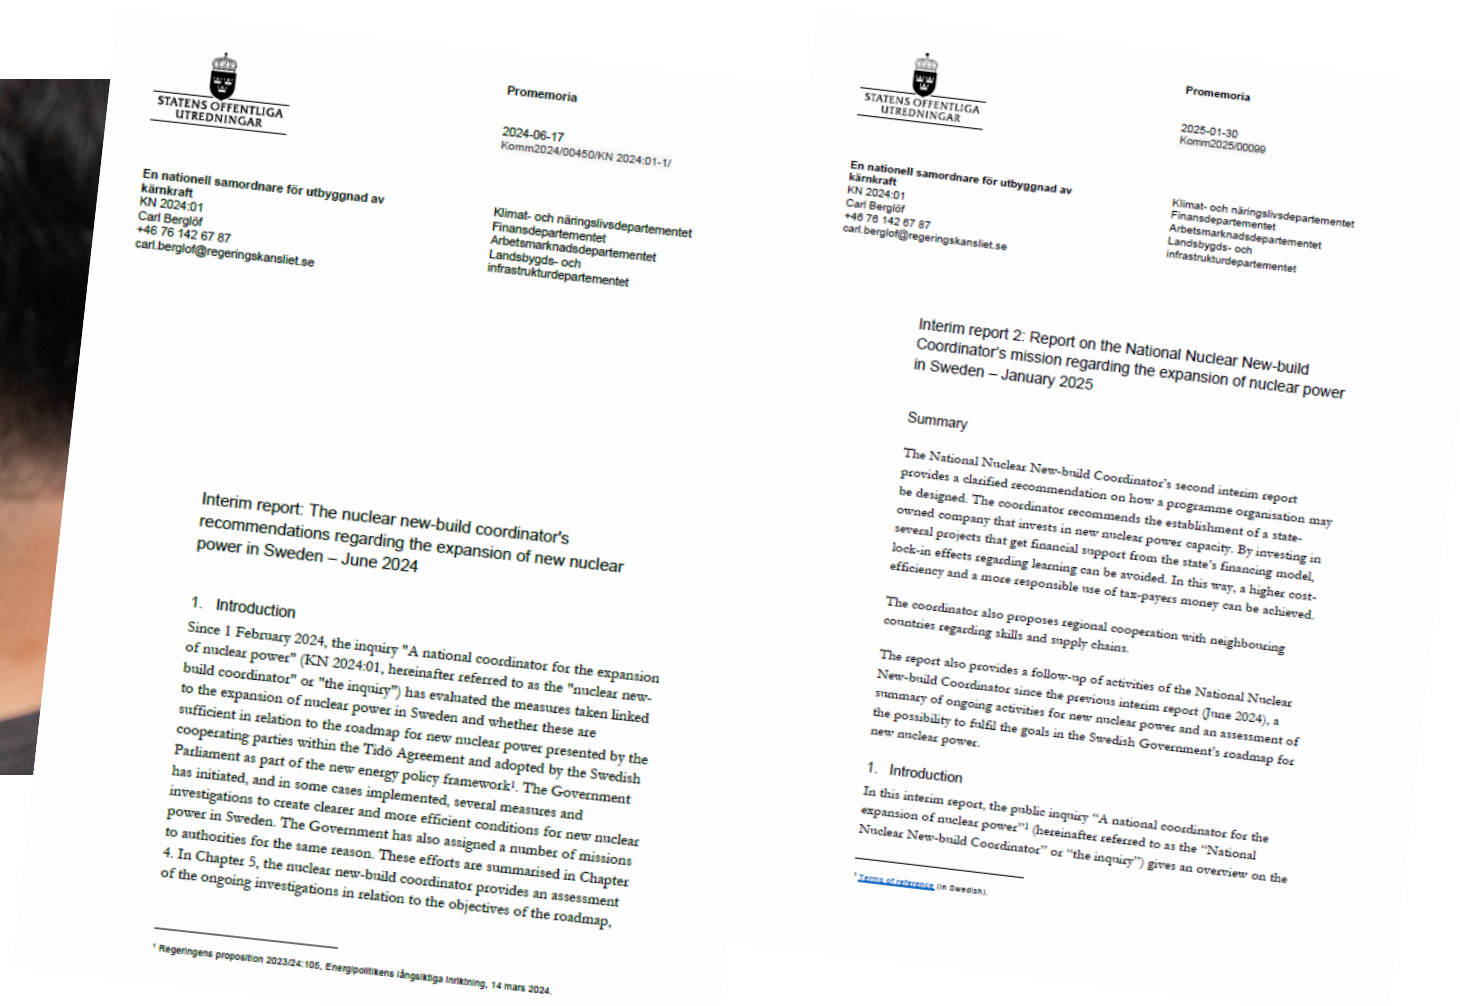 STATENS OFFENTLIGA
UTREDNINGAR
Promemoria
2024-06-17
Komm2024/00450/KN 2024:01-1/
En nationell samordnare för utbyggnad av
kärnkraft
KN 2024:01
Carl Berglöf
+46 76 142 67 87
carl.berglof@regeringskansliet.se
Klimat- och näringslivsdepartementet
Finansdepartementet
Arbetsmarknadsdepartementet
Landsbygds- och
infrastrukturdepartementet
Interim report: The nuclear new-build coordinator's
recommendations regarding the expansion of new nuclear
power in Sweden – June 2024
1. Introduction
Since 1 February 2024, the inquiry "A national coordinator for the expansion
of nuclear power" (KN 2024:01, hereinafter referred to as the "nuclear new-
build coordinator" or "the inquiry") has evaluated the measures taken linked
to the expansion of nuclear power in Sweden and whether these are
sufficient in relation to the roadmap for new nuclear power presented by the
cooperating parties within the Tidö Agreement and adopted by the Swedish
Parliament as part of the new energy policy framework¹. The Government
has initiated, and in some cases implemented, several measures and
investigations to create clearer and more efficient conditions for new nuclear
power in Sweden. The Government has also assigned a number of missions
to authorities for the same reason. These efforts are summarised in Chapter
4. In Chapter 5, the nuclear new-build coordinator provides an assessment
of the ongoing investigations in relation to the objectives of the roadmap,
¹ Regeringens proposition 2023/24:105, Energipolitikens långsiktiga inriktning, 14 mars 2024.
STATENS OFFENTLIGA
UTREDNINGAR
Promemoria
2025-01-30
Komm2025/00099
En nationell samordnare för utbyggnad av
kärnkraft
KN 2024:01
Carl Berglöf
+46 76 142 67 87
carl.berglof@regeringskansliet.se
Klimat- och näringslivsdepartementet
Finansdepartementet
Arbetsmarknadsdepartementet
Landsbygds- och
infrastrukturdepartementet
Interim report 2: Report on the National Nuclear New-build
Coordinator's mission regarding the expansion of nuclear power
in Sweden – January 2025
Summary
The National Nuclear New-build Coordinator's second interim report
provides a clarified recommendation on how a programme organisation may
be designed. The coordinator recommends the establishment of a state-
owned company that invests in new nuclear power capacity. By investing in
several projects that get financial support from the state's financing model,
lock-in effects regarding learning can be avoided. In this way, a higher cost-
efficiency and a more responsible use of tax-payers money can be achieved.
The coordinator also proposes regional cooperation with neighbouring
countries regarding skills and supply chains.
The report also provides a follow-up of activities of the National Nuclear
New-build Coordinator since the previous interim report (June 2024), a
summary of ongoing activities for new nuclear power and an assessment of
the possibility to fulfil the goals in the Swedish Government's roadmap for
new nuclear power.
1. Introduction
In this interim report, the public inquiry “A national coordinator for the
expansion of nuclear power”¹ (hereinafter referred to as the “National
Nuclear New-build Coordinator” or “the inquiry”) gives an overview on the
¹ Terms of reference (in Swedish).